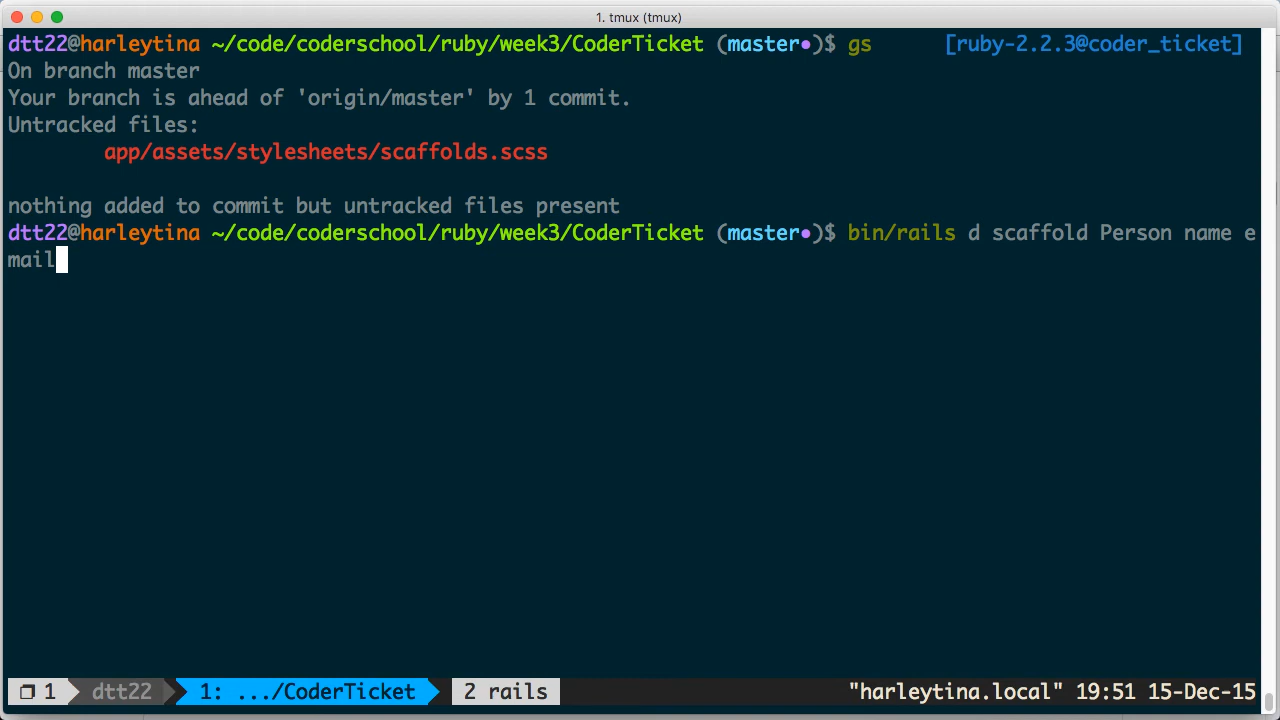 1. tmux (tmux)
dtt22@harleytina ~/code/coderschool/ruby/week3/CoderTicket (master•)$ gs [ruby-2.2.3@coder_ticket]
On branch master
Your branch is ahead of 'origin/master' by 1 commit.
Untracked files:
app/assets/stylesheets/scaffolds.scss
nothing added to commit but untracked files present
dtt22@harleytina ~/code/coderschool/ruby/week3/CoderTicket (master•)$ bin/rails d scaffold Person name e
mail
1 dtt22 1: .../CoderTicket 2 rails "harleytina.local" 19:51 15-Dec-15